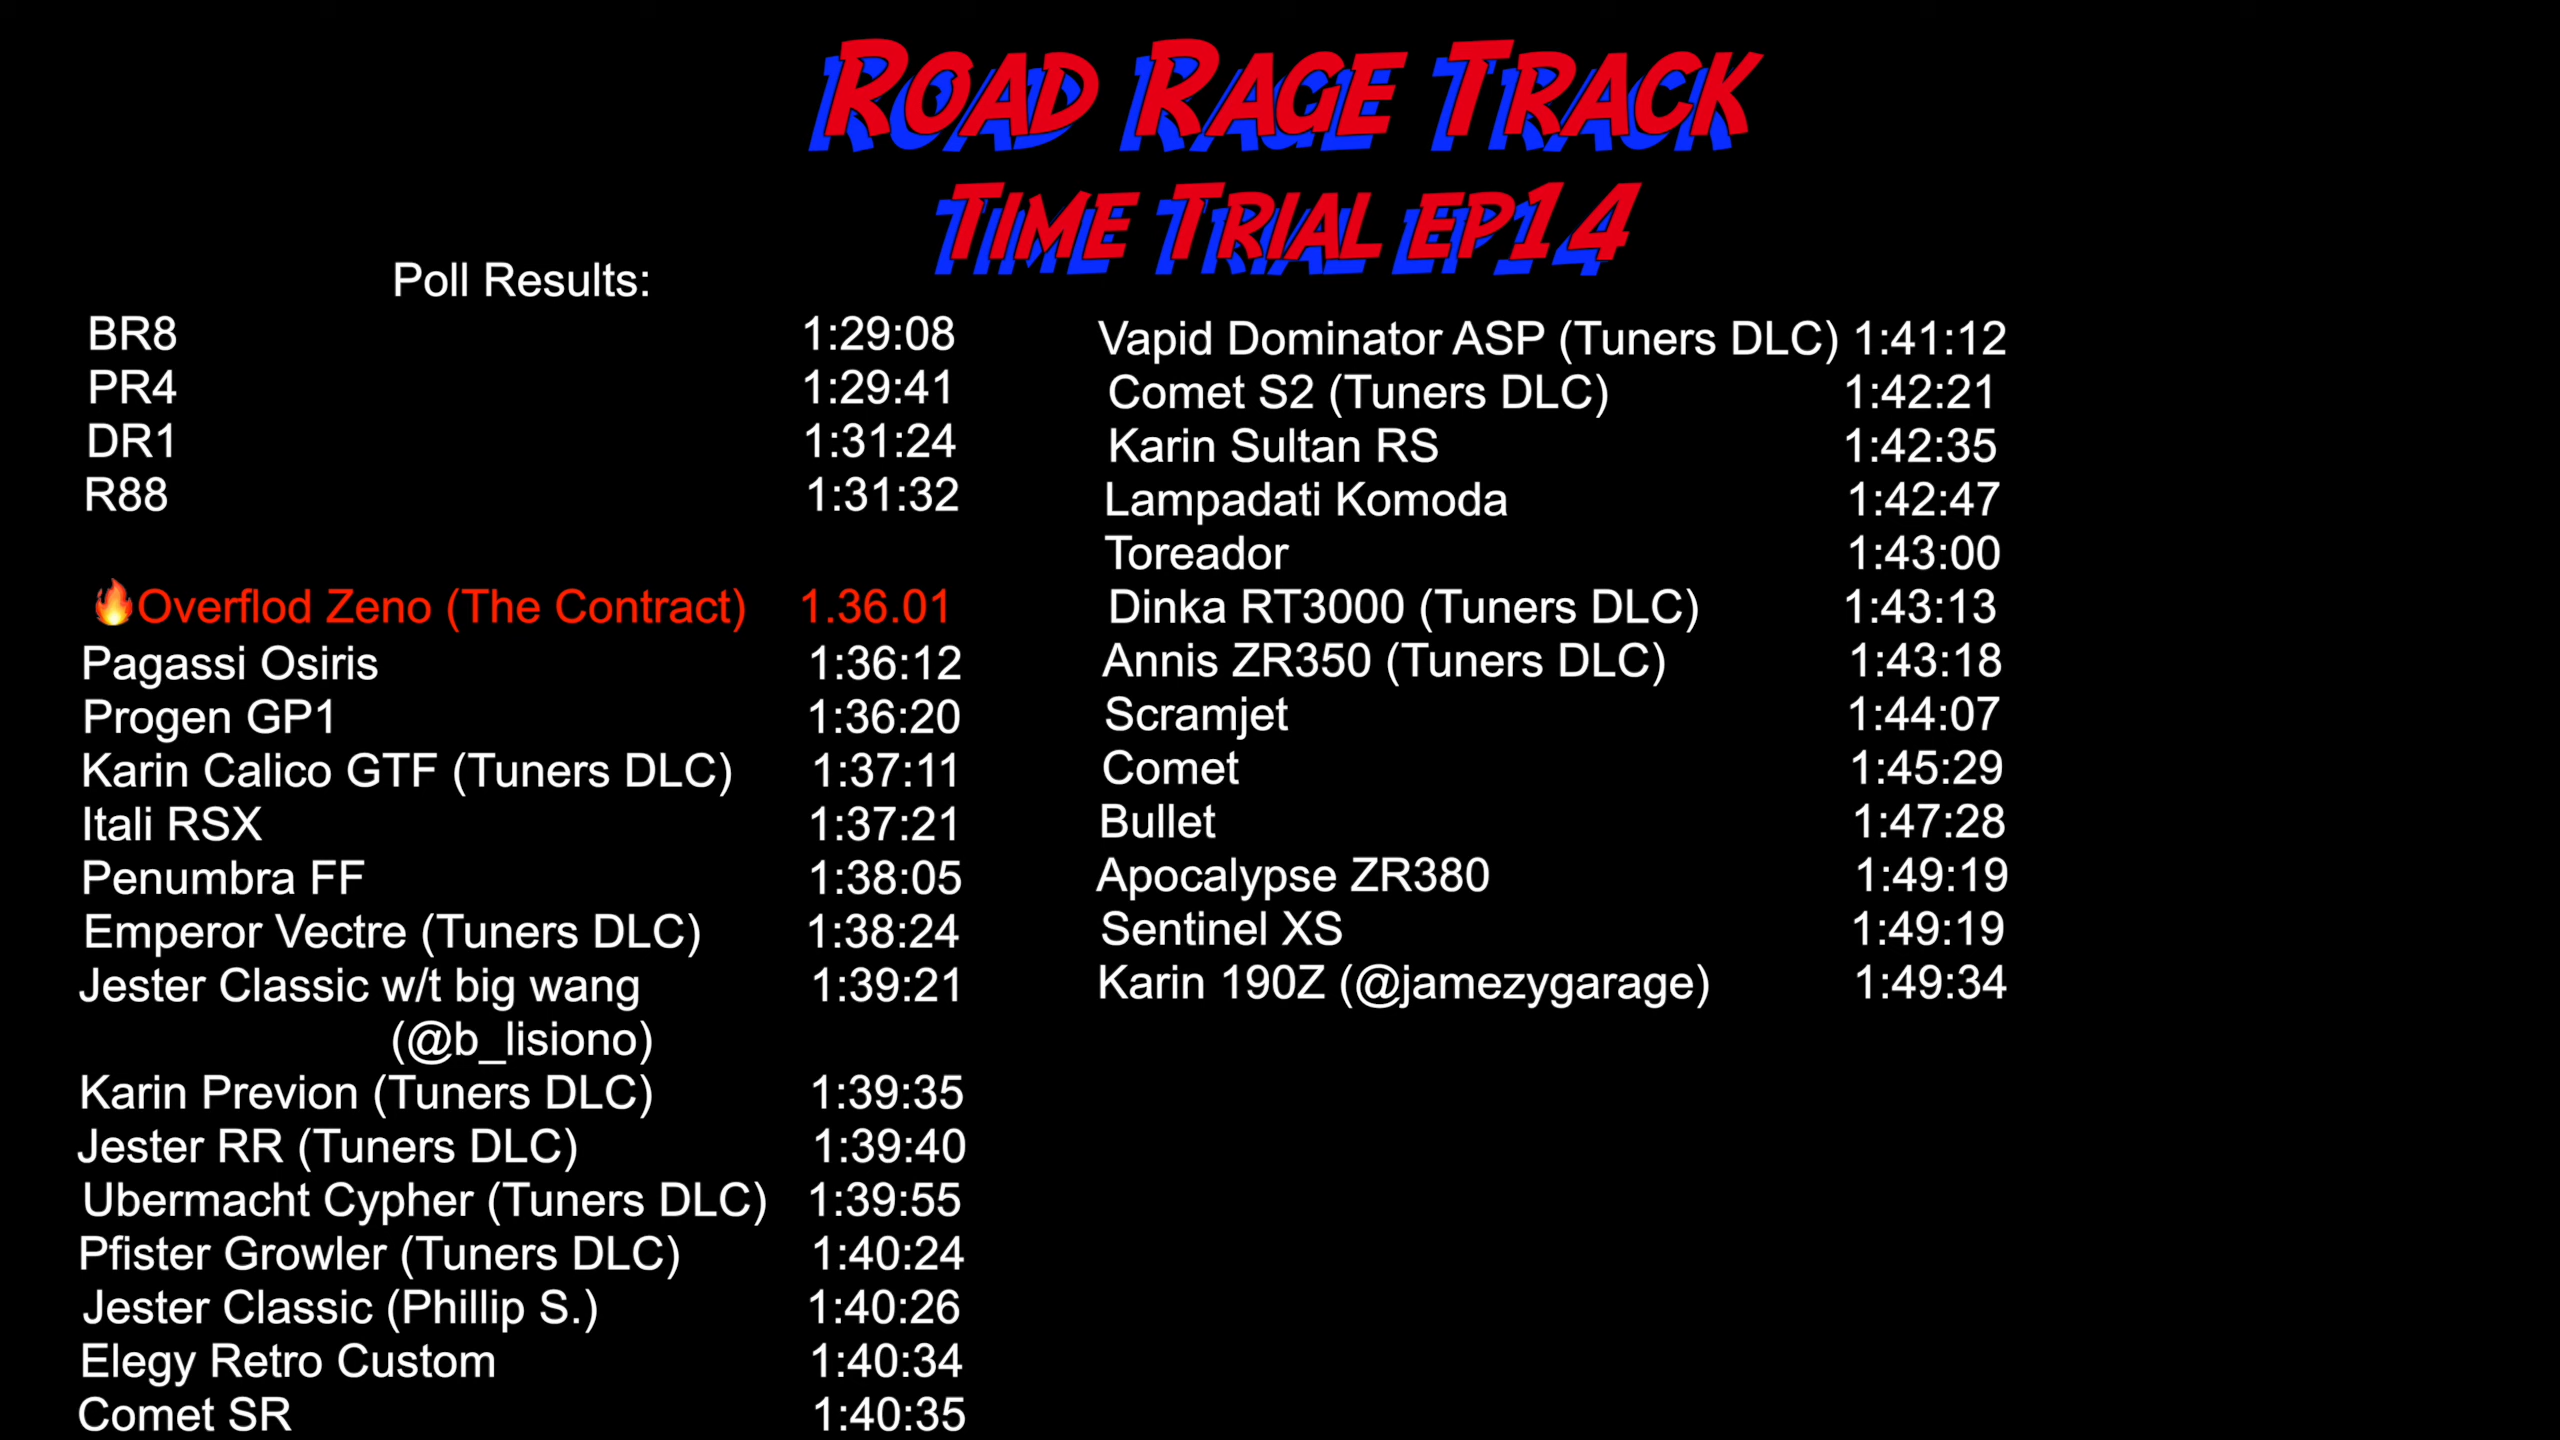 ROAD RAGE TRACK
TIME TRIAL EP14
Poll Results:
BR8 1:29:08
PR4 1:29:41
DR1 1:31:24
R88 1:31:32
🔥Overflod Zeno (The Contract) 1.36.01
Pagassi Osiris 1:36:12
Progen GP1 1:36:20
Karin Calico GTF (Tuners DLC) 1:37:11
Itali RSX 1:37:21
Penumbra FF 1:38:05
Emperor Vectre (Tuners DLC) 1:38:24
Jester Classic w/t big wang 1:39:21
(@b_lisiono)
Karin Previon (Tuners DLC) 1:39:35
Jester RR (Tuners DLC) 1:39:40
Ubermacht Cypher (Tuners DLC) 1:39:55
Pfister Growler (Tuners DLC) 1:40:24
Jester Classic (Phillip S.) 1:40:26
Elegy Retro Custom 1:40:34
Comet SR 1:40:35
Vapid Dominator ASP (Tuners DLC) 1:41:12
Comet S2 (Tuners DLC) 1:42:21
Karin Sultan RS 1:42:35
Lampadati Komoda 1:42:47
Toreador 1:43:00
Dinka RT3000 (Tuners DLC) 1:43:13
Annis ZR350 (Tuners DLC) 1:43:18
Scramjet 1:44:07
Comet 1:45:29
Bullet 1:47:28
Apocalypse ZR380 1:49:19
Sentinel XS 1:49:19
Karin 190Z (@jamezygarage) 1:49:34